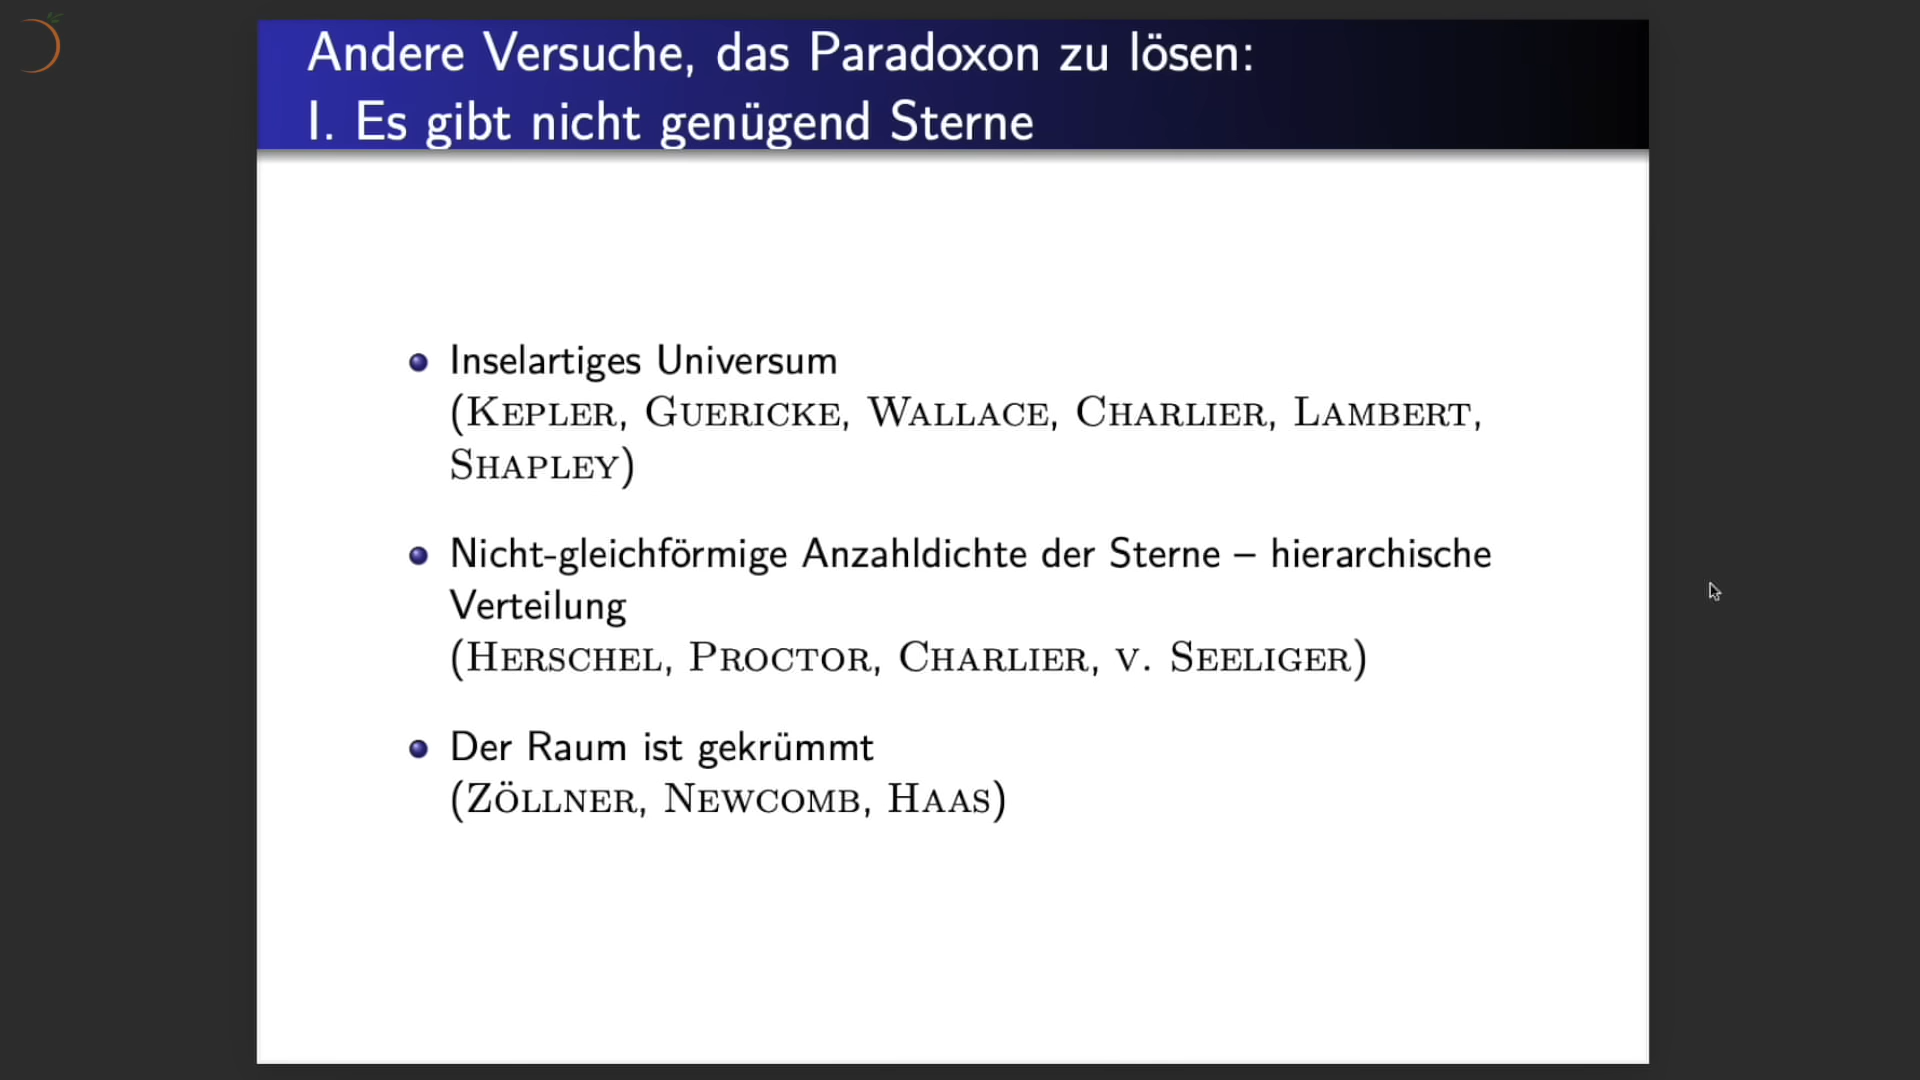 Andere Versuche, das Paradoxon zu lösen:
I. Es gibt nicht genügend Sterne
Inselartiges Universum
(Kepler, Guericke, Wallace, Charlier, Lambert,
Shapley)
Nicht-gleichförmige Anzahldichte der Sterne – hierarchische
Verteilung
(Herschel, Proctor, Charlier, v. Seeliger)
Der Raum ist gekrümmt
(Zöllner, Newcomb, Haas)